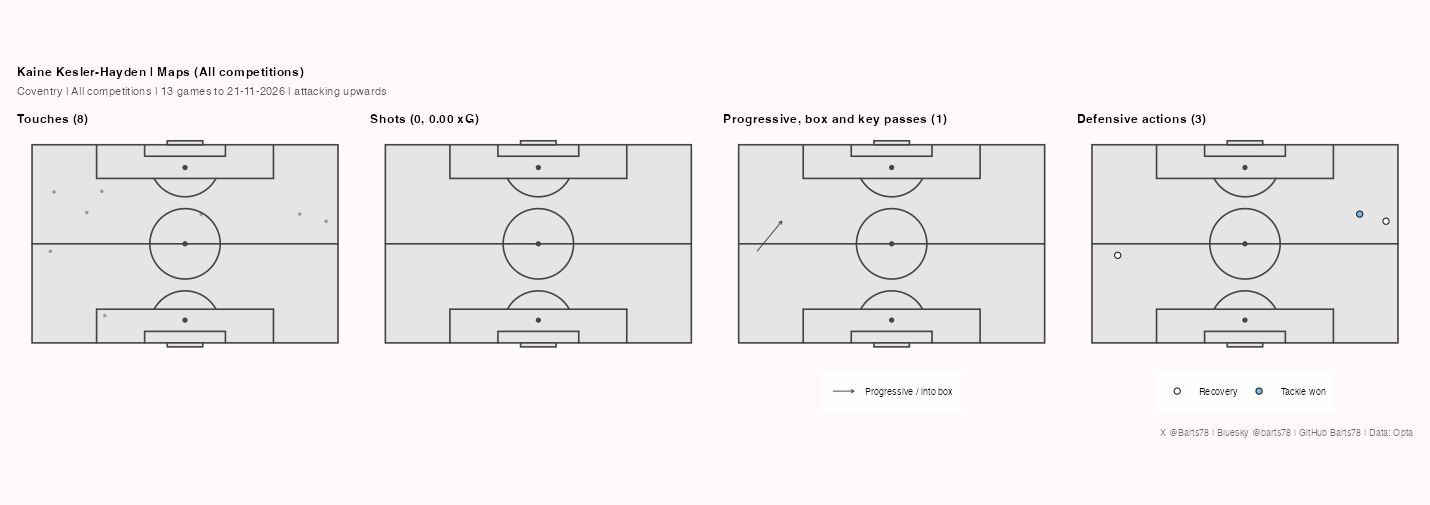 Kaine Kesler-Hayden | Maps (All competitions)
Coventry | All competitions | 13 games to 21-11-2026 | attacking upwards
Touches (8)
Shots (0, 0.00 xG)
Progressive, box and key passes (1)
Defensive actions (3)
Progressive / into box
Recovery
Tackle won
X @Barts78 | Bluesky @barts78 | GitHub Barts78 | Data: Opta